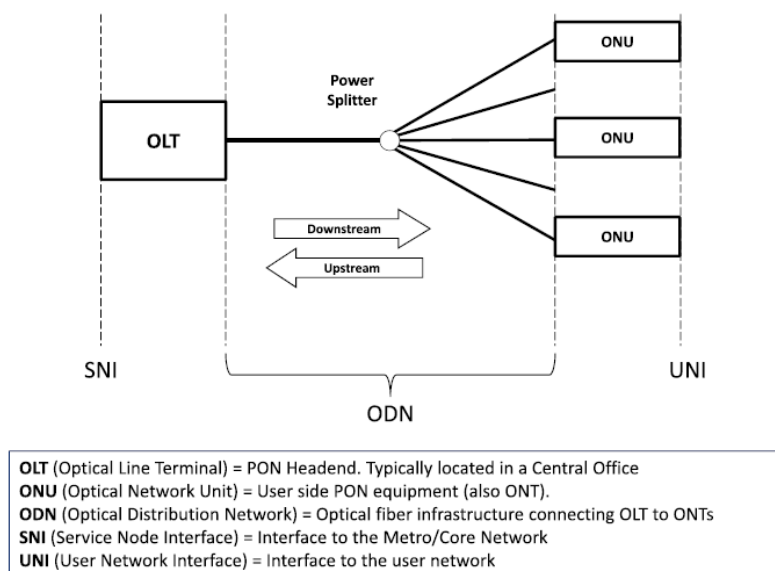 ONU
Power
Splitter
OLT
ONU
Downstream
ONU
Upstream
SNI
UNI
ODN
OLT (Optical Line Terminal) = PON Headend. Typically located in a Central Office
ONU (Optical Network Unit) = User side PON equipment (also ONT).
ODN (Optical Distribution Network) = Optical fiber infrastructure connecting OLT to ONTs
SNI (Service Node Interface) = Interface to the Metro/Core Network
UNI (User Network Interface) = Interface to the user network